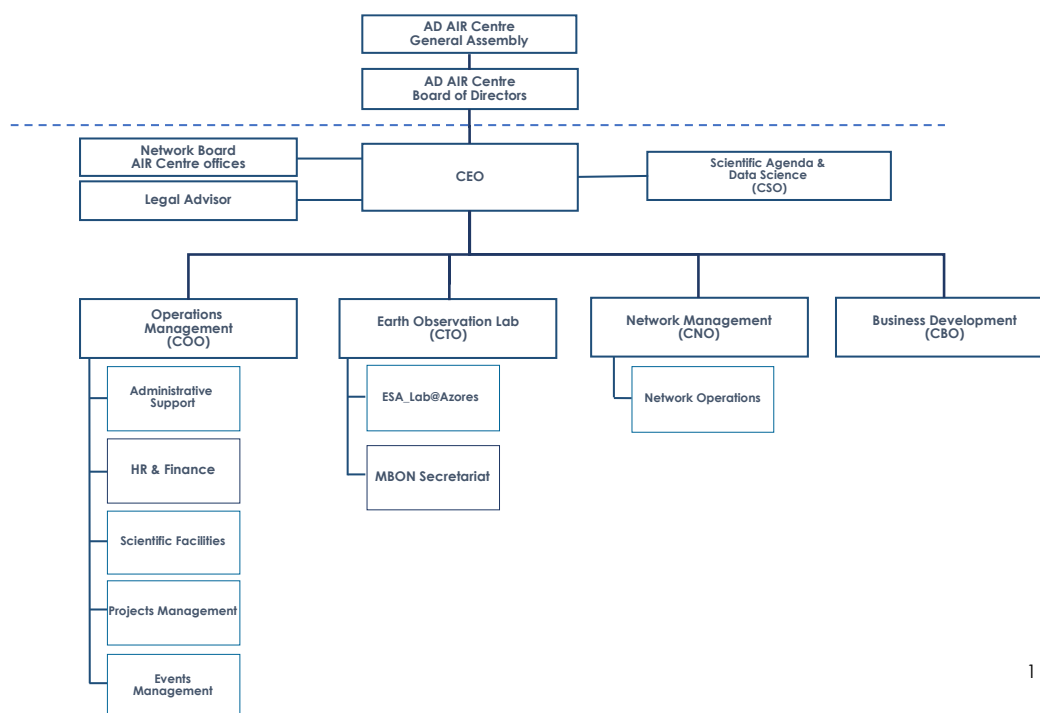 AD AIR Centre
General Assembly
AD AIR Centre
Board of Directors
Network Board
AIR Centre offices
Legal Advisor
CEO
Scientific Agenda &
Data Science
(CSO)
Operations
Management
(COO)
Earth Observation Lab
(CTO)
Network Management
(CNO)
Business Development
(CBO)
Administrative
Support
HR & Finance
Scientific Facilities
Projects Management
Events
Management
ESA_Lab@Azores
MBON Secretariat
Network Operations
1